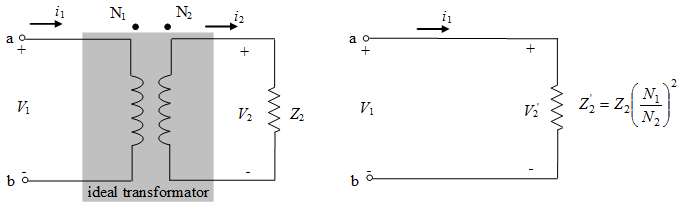 i₁ N₁ N₂ i₂
a + +
V₁ V₂ Z₂
b - -
ideal transformator
i₁
a + +
V₁ V₂' Z₂' = Z₂(N₁/N₂)²
b - -